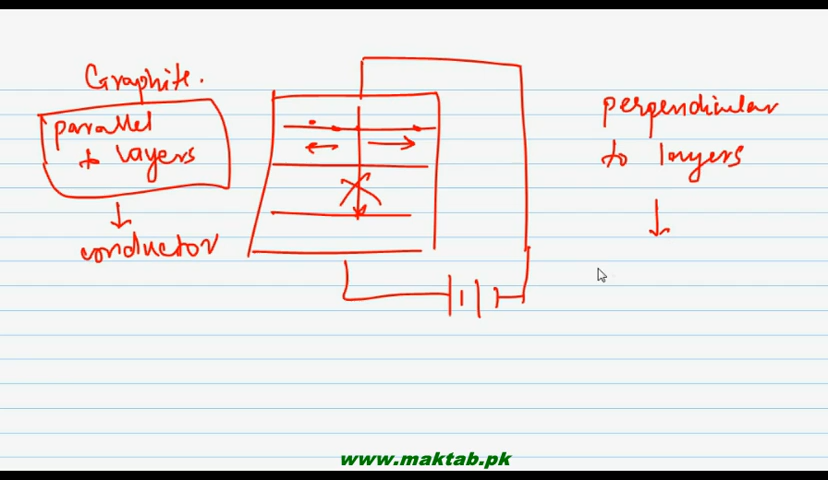 Graphite.
parallel
to layers
conductor
perpendicular
to layers
www.maktab.pk